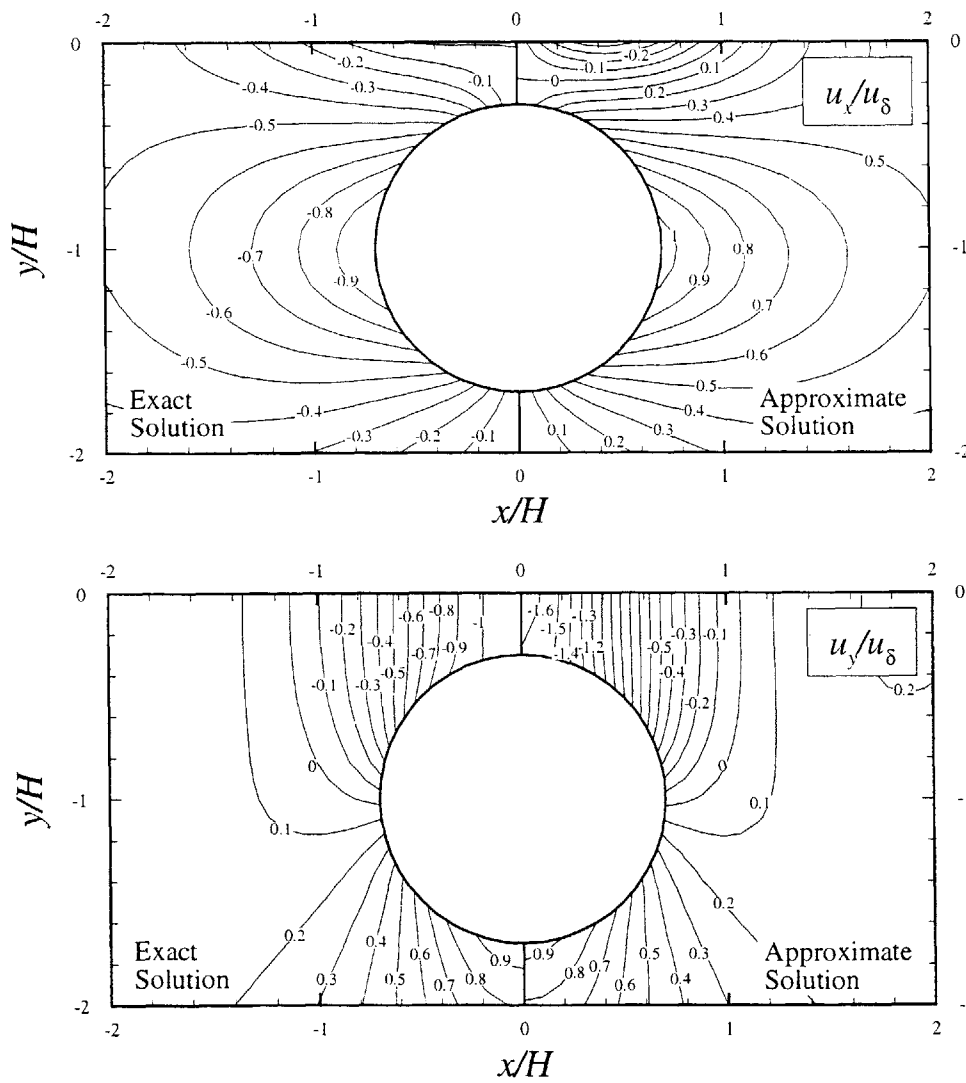 -2 -1 0 1 2
0 -0.2 -0.1 -0.2 -0.1 0.1 0
-0.4 -0.3 0 0.2 0.3 u_x/u_δ
-0.5 0.4 0.5
-0.8 1 0.8
y/H -1 -0.7 -0.9 0.9 0.7 -1
-0.6 0.6
-0.5 0.5
Exact Solution -0.4 -0.3 -0.2 -0.1 0.1 0.2 0.3 0.4 Approximate Solution
-2 -2
-2 -1 0 1 2
x/H
-2 -1 0 1 2
0 -0.6 -0.8 -1 -1.6 -1.3 0
-0.2 -0.4 -0.7 -0.9 -1.5 -1.2 -0.5 -0.3 -0.1 u_y/u_δ
-0.1 -0.3 -0.5 -1.4 -0.4 -0.2 0.2
0 0
y/H -1 0.1 0.1 -1
0.2 0.4 0.6 0.9 0.9 0.7 0.5 0.3 0.2
Exact Solution 0.3 0.5 0.7 0.8 0.8 0.6 0.4 Approximate Solution
-2 -2
-2 -1 0 1 2
x/H